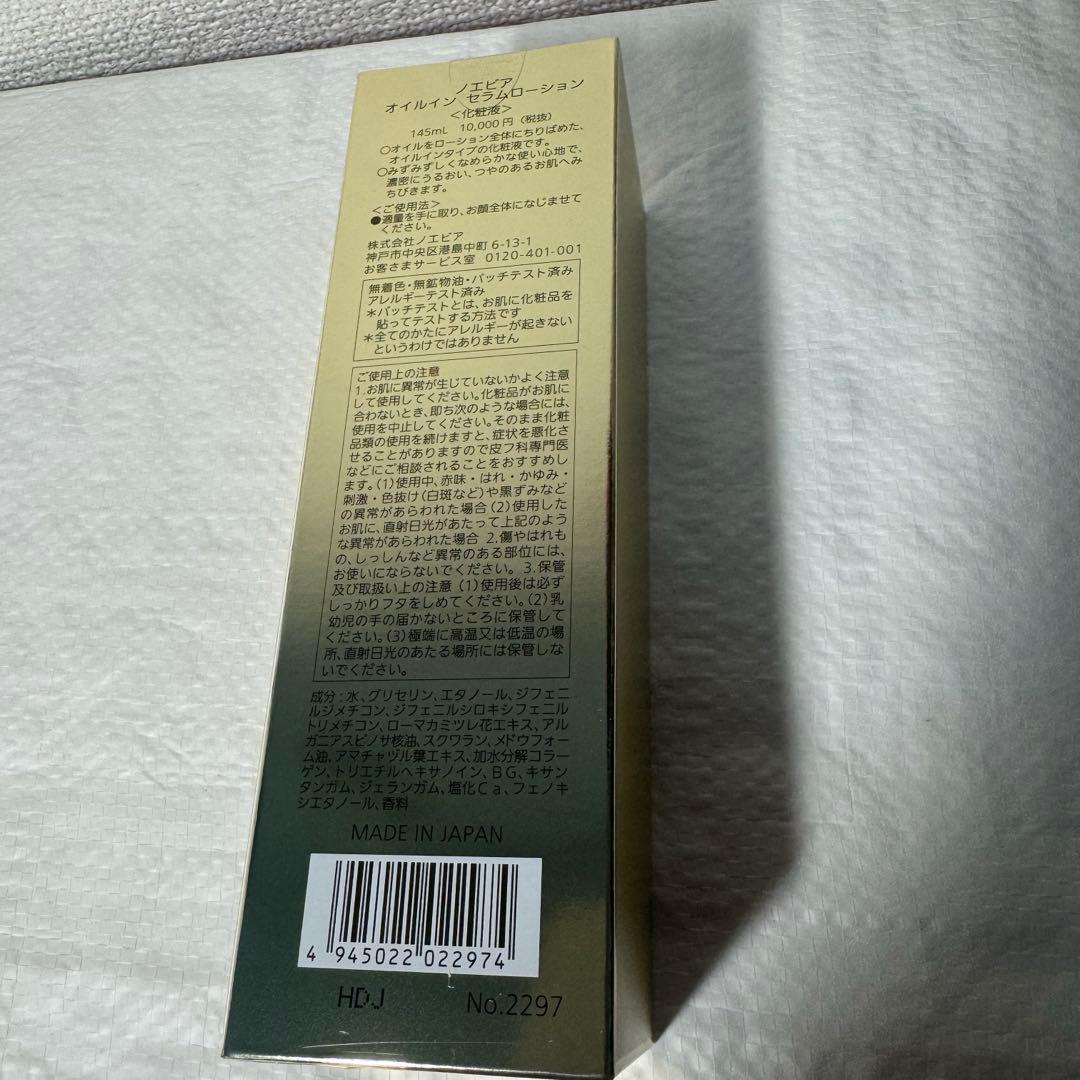 ノエビア
オイルイン セラムローション
<化粧液>
145mL 10,000円(税抜)
○オイルをローション全体にちりばめた、
オイルインタイプの化粧液です。
○みずみずしくなめらかな使い心地で、
濃密にうるおい、つやのあるお肌へみ
ちびきます。
<ご使用法>
●適量を手に取り、お顔全体になじませて
ください。
株式会社ノエビア
神戸市中央区港島中町6-13-1
お客さまサービス室 0120-401-001
無着色・無鉱物油・パッチテスト済み
アレルギーテスト済み
*パッチテストとは、お肌に化粧品を
貼ってテストする方法です
*全てのかたにアレルギーが起きない
というわけではありません
ご使用上の注意
1.お肌に異常が生じていないかよく注意
して使用してください。化粧品がお肌に
合わないとき、即ち次のような場合には、
使用を中止してください。そのまま化粧
品類の使用を続けますと、症状を悪化さ
せることがありますので皮フ科専門医
などにご相談されることをおすすめし
ます。(1)使用中、赤味・はれ・かゆみ・
刺激・色抜け(白斑など)や黒ずみなど
の異常があらわれた場合(2)使用した
お肌に、直射日光があたって上記のよう
な異常があらわれた場合 2.傷やはれも
の、しっしんなど異常のある部位には、
お使いにならないでください。 3.保管
及び取扱い上の注意 (1)使用後は必ず
しっかりフタをしめてください。(2)乳
幼児の手の届かないところに保管して
ください。(3)極端に高温又は低温の場
所、直射日光のあたる場所には保管しな
いでください。
成分:水、グリセリン、エタノール、ジフェニ
ルジメチコン、ジフェニルシロキシフェニル
トリメチコン、ローマカミツレ花エキス、アル
ガニアスピノサ核油、スクワラン、メドウフォー
ム油、アマチャヅル葉エキス、加水分解コラー
ゲン、トリエチルヘキサノイン、BG、キサン
タンガム、ジェランガム、塩化Ca、フェノキ
シエタノール、香料
MADE IN JAPAN
4 945022 022974
HDJ No.2297